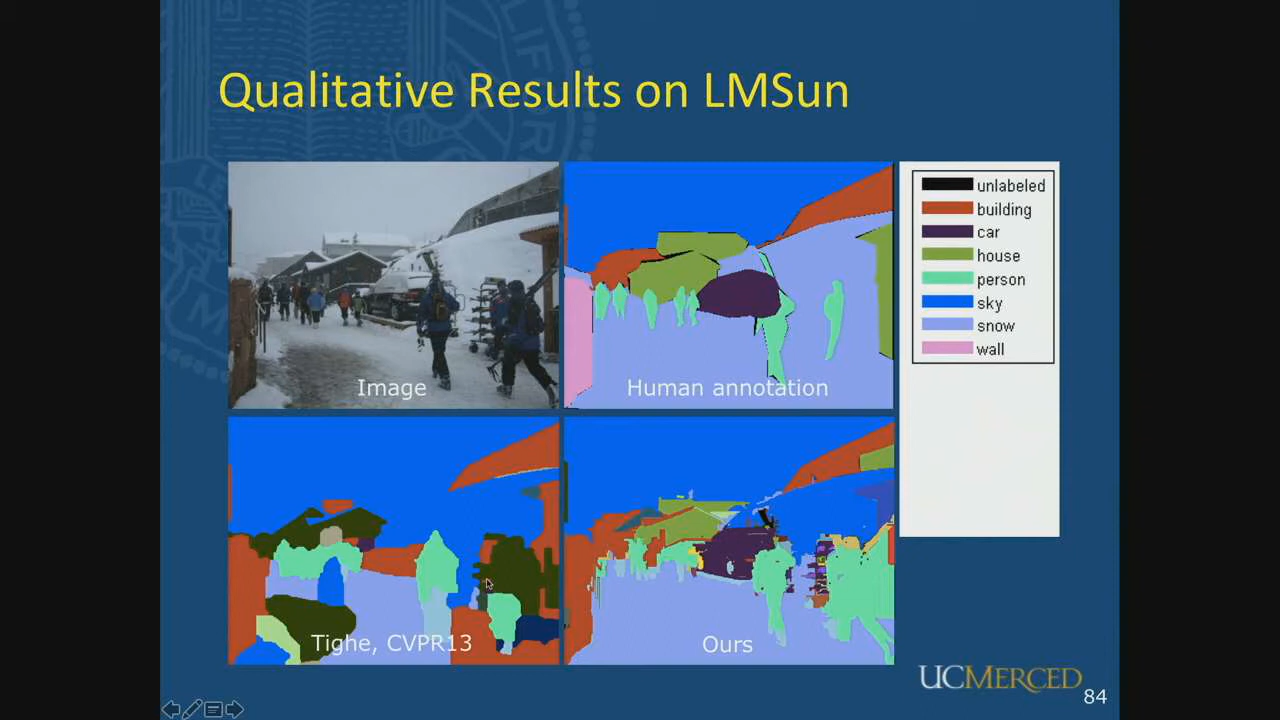 Qualitative Results on LMSun
Image
Human annotation
unlabeled
building
car
house
person
sky
snow
wall
Tighe, CVPR13
Ours
UCMERCED
84